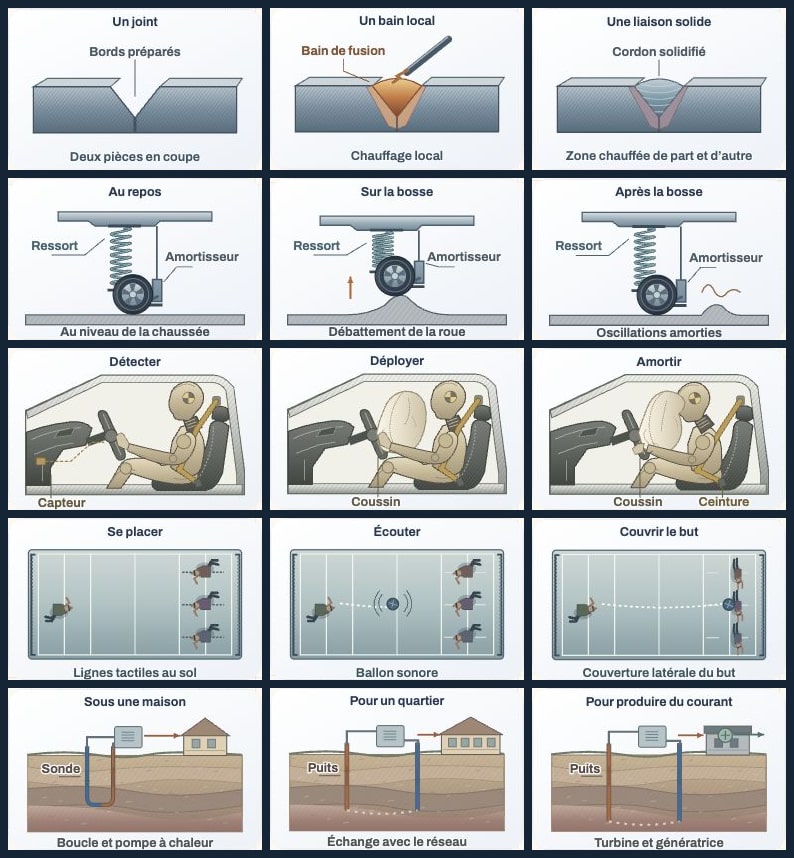 Un joint
Bords préparés
Deux pièces en coupe
Un bain local
Bain de fusion
Chauffage local
Une liaison solide
Cordon solidifié
Zone chauffée de part et d'autre
Au repos
Ressort
Amortisseur
Au niveau de la chaussée
Sur la bosse
Ressort
Amortisseur
Débattement de la roue
Après la bosse
Ressort
Amortisseur
Oscillations amorties
Détecter
Capteur
Déployer
Coussin
Amortir
Coussin
Ceinture
Se placer
Lignes tactiles au sol
Écouter
Ballon sonore
Couvrir le but
Couverture latérale du but
Sous une maison
Sonde
Boucle et pompe à chaleur
Pour un quartier
Puits
Échange avec le réseau
Pour produire du courant
Puits
Turbine et génératrice